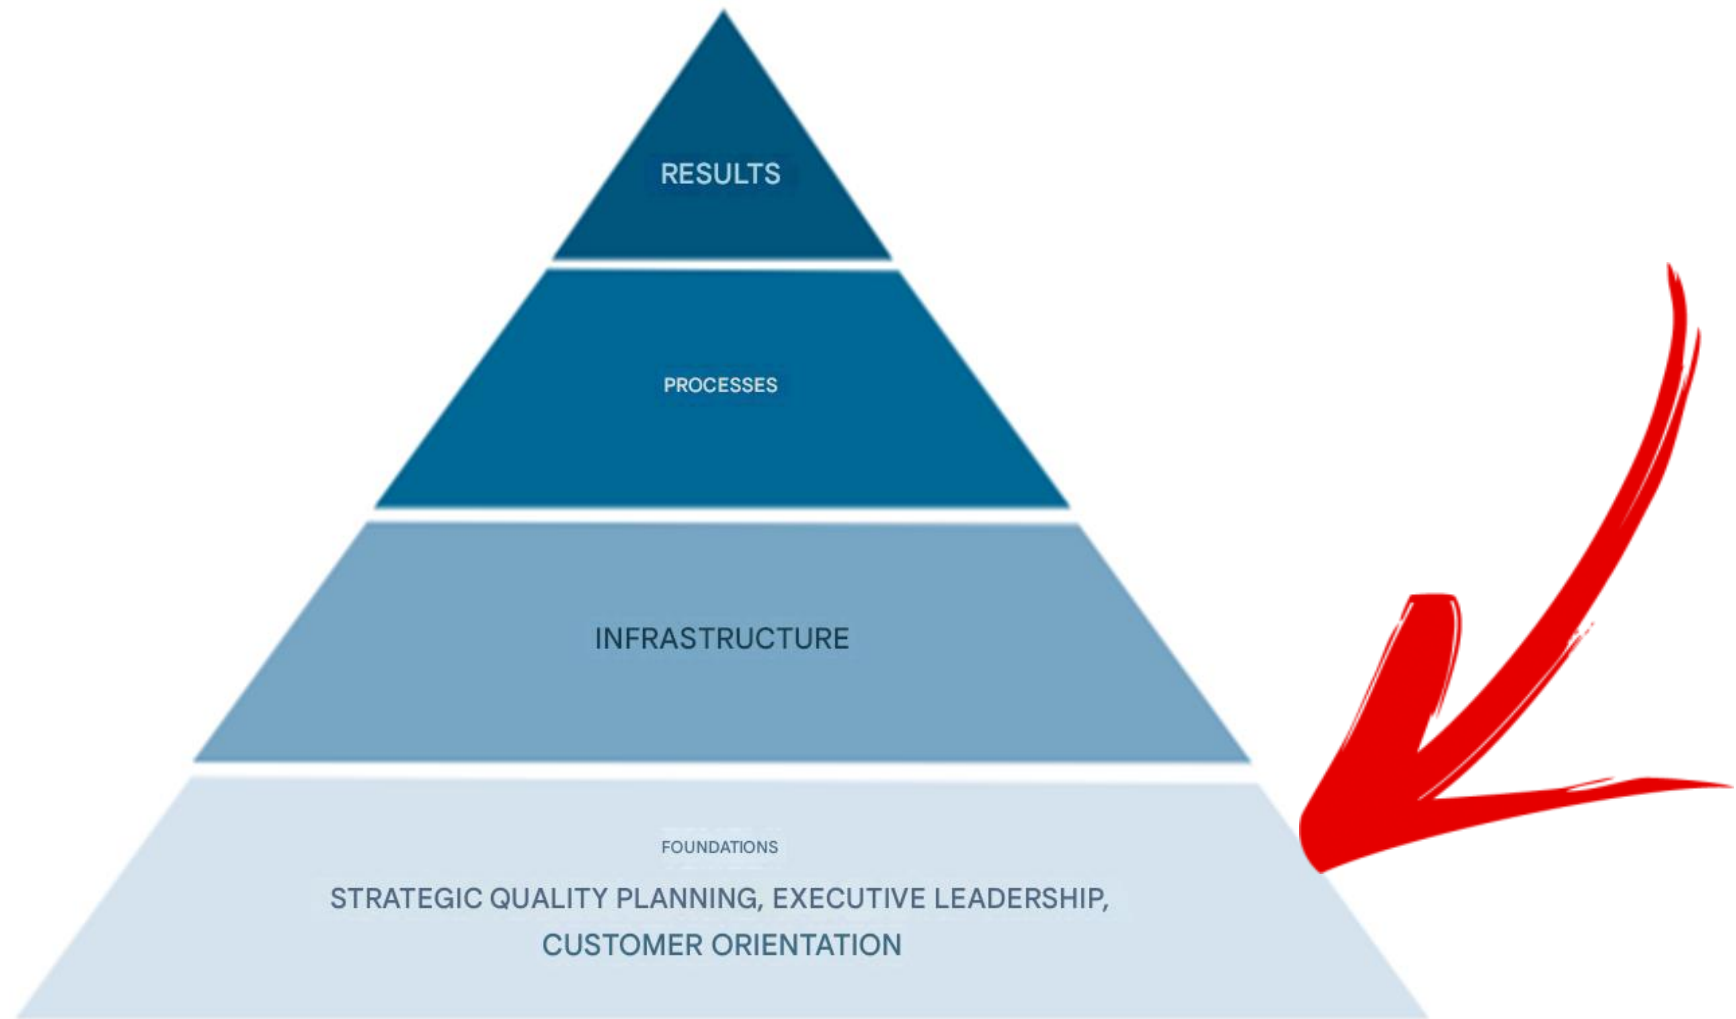 RESULTS
PROCESSES
INFRASTRUCTURE
FOUNDATIONS
STRATEGIC QUALITY PLANNING, EXECUTIVE LEADERSHIP,
CUSTOMER ORIENTATION